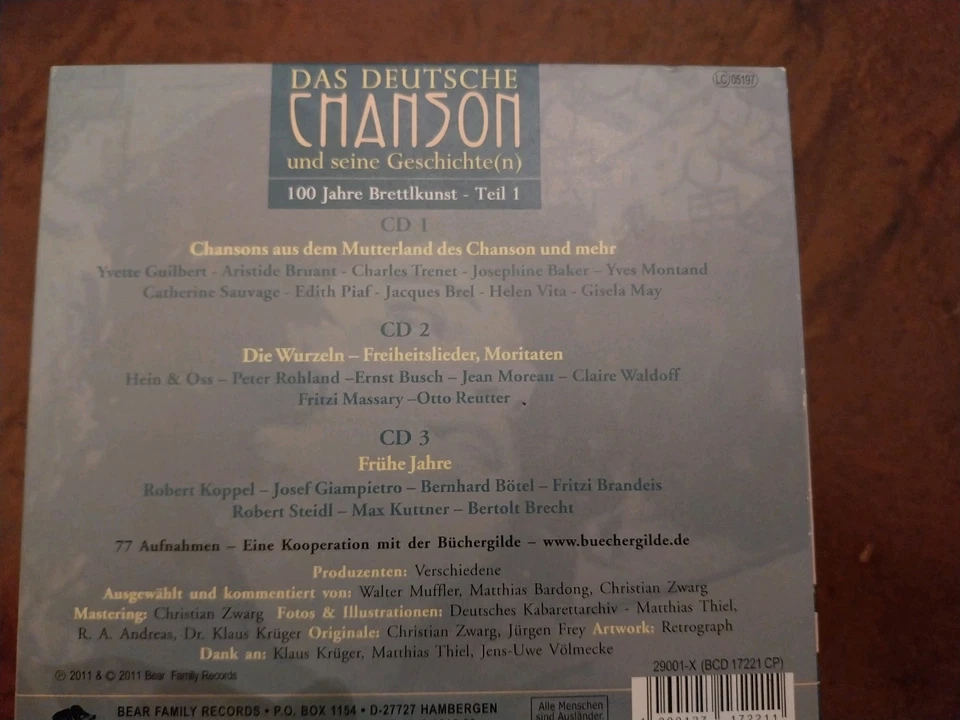 DAS DEUTSCHE
CHANSON
und seine Geschichte(n)
100 Jahre Brettlkunst - Teil 1
LC 05197
CD 1
Chansons aus dem Mutterland des Chanson und mehr
Yvette Guilbert - Aristide Bruant - Charles Trenet - Josephine Baker – Yves Montand
Catherine Sauvage - Edith Piaf - Jacques Brel - Helen Vita - Gisela May
CD 2
Die Wurzeln – Freiheitslieder, Moritaten
Hein & Oss – Peter Rohland –Ernst Busch – Jean Moreau – Claire Waldoff
Fritzi Massary –Otto Reutter
CD 3
Frühe Jahre
Robert Koppel – Josef Giampietro – Bernhard Bötel – Fritzi Brandeis
Robert Steidl – Max Kuttner – Bertolt Brecht
77 Aufnahmen – Eine Kooperation mit der Büchergilde – www.buechergilde.de
Produzenten: Verschiedene
Ausgewählt und kommentiert von: Walter Muffler, Matthias Bardong, Christian Zwarg
Mastering: Christian Zwarg Fotos & Illustrationen: Deutsches Kabarettarchiv - Matthias Thiel,
R. A. Andreas, Dr. Klaus Krüger Originale: Christian Zwarg, Jürgen Frey Artwork: Retrograph
Dank an: Klaus Krüger, Matthias Thiel, Jens-Uwe Völmecke
℗ 2011 & © 2011 Bear Family Records
29001-X (BCD 17221 CP)
BEAR FAMILY RECORDS • P.O. BOX 1154 • D-27727 HAMBERGEN
Alle Menschen
sind Ausländer